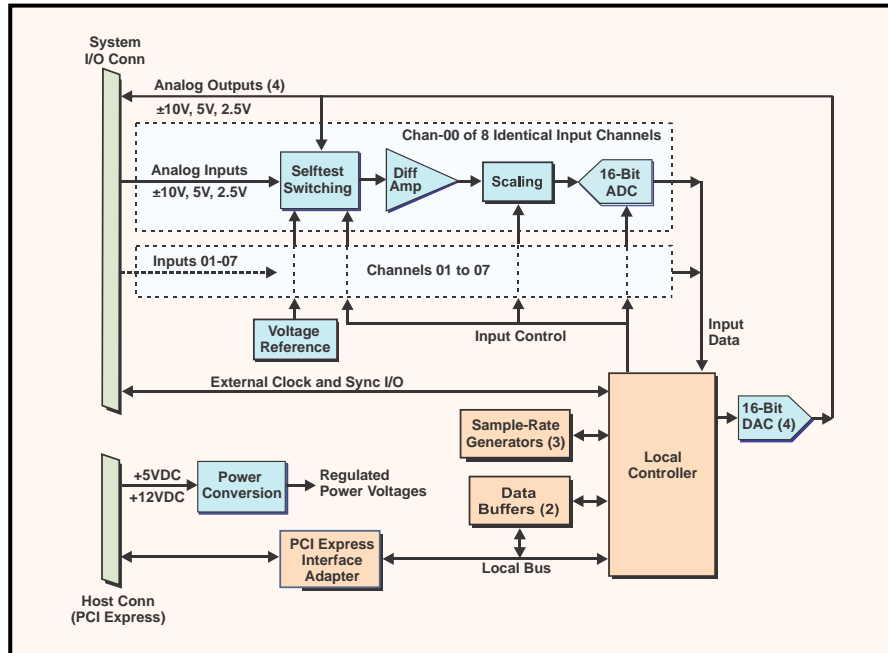 System
I/O Conn
Analog Outputs (4)
±10V, 5V, 2.5V
Chan-00 of 8 Identical Input Channels
Analog Inputs
±10V, 5V, 2.5V
Selftest
Switching
Diff
Amp
Scaling
16-Bit
ADC
Inputs 01-07
Channels 01 to 07
Voltage
Reference
Input Control
Input
Data
External Clock and Sync I/O
16-Bit
DAC (4)
Sample-Rate
Generators (3)
Local
Controller
+5VDC
+12VDC
Power
Conversion
Regulated
Power Voltages
Data
Buffers (2)
PCI Express
Interface
Adapter
Local Bus
Host Conn
(PCI Express)